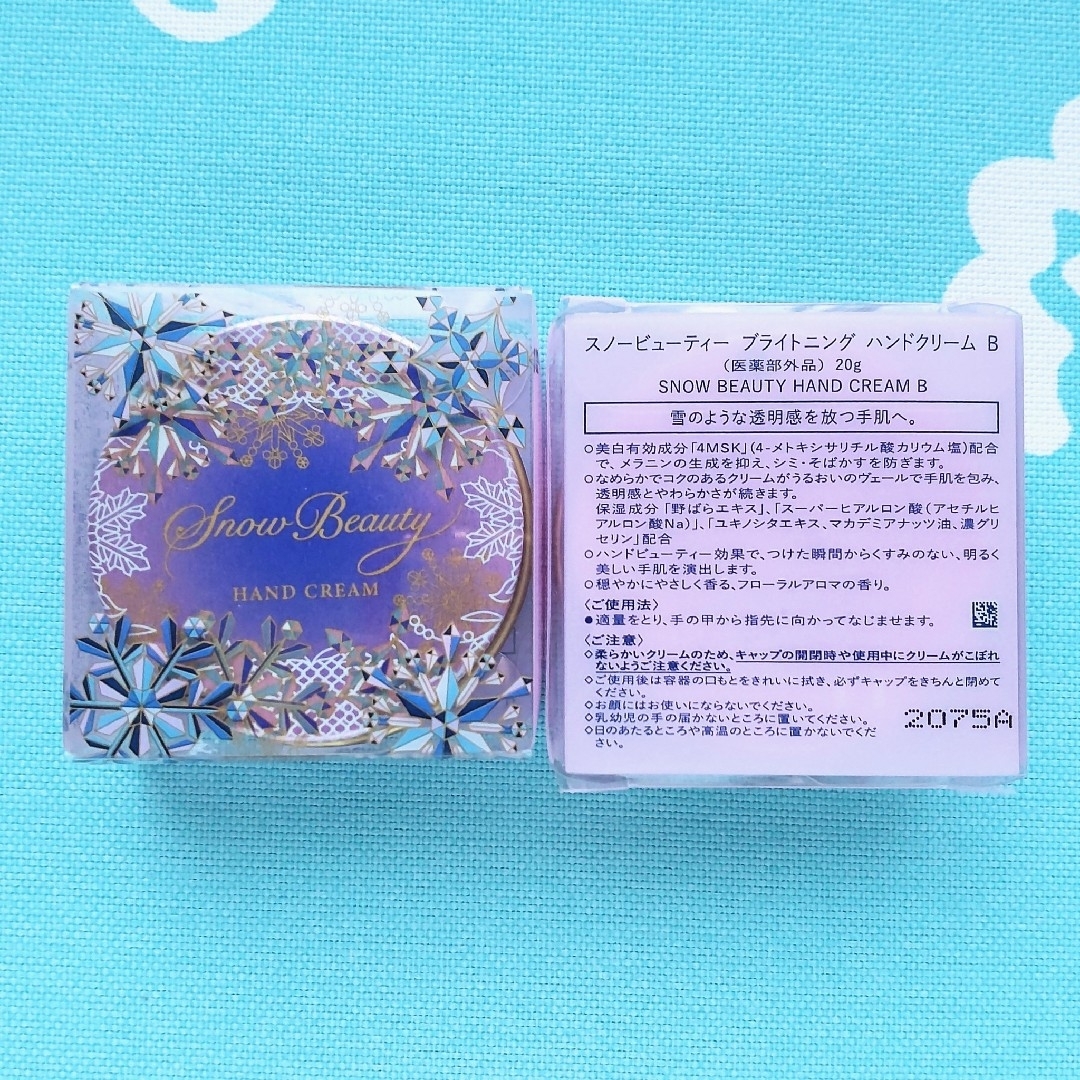 Snow Beauty
HAND CREAM
スノービューティー ブライトニング ハンドクリーム B
（医薬部外品） 20g
SNOW BEAUTY HAND CREAM B
雪のような透明感を放つ手肌へ。
○美白有効成分「4MSK」（4-メトキシサリチル酸カリウム塩）配合
で、メラニンの生成を抑え、シミ・そばかすを防ぎます。
○なめらかでコクのあるクリームがうるおいのヴェールで手肌を包み、
透明感とやわらかさが続きます。
保湿成分 「野ばらエキス」、「スーパーヒアルロン酸（アセチルヒ
アルロン酸Na）」、「ユキノシタエキス、マカデミアナッツ油、濃グリ
セリン」配合
○ハンドビューティー効果で、つけた瞬間からくすみのない、明るく
美しい手肌を演出します。
○穏やかにやさしく香る、フローラルアロマの香り。
〈ご使用法〉
●適量をとり、手の甲から指先に向かってなじませます。
〈ご注意〉
◇柔らかいクリームのため、キャップの開閉時や使用中にクリームがこぼれ
ないようご注意ください。
◇ご使用後は容器の口もとをきれいに拭き、必ずキャップをきちんと閉めて
ください。
◇お顔にはお使いにならないでください。
◇乳幼児の手の届かないところに置いてください。
◇日のあたるところや高温のところに置かないでくだ
さい。
2075A